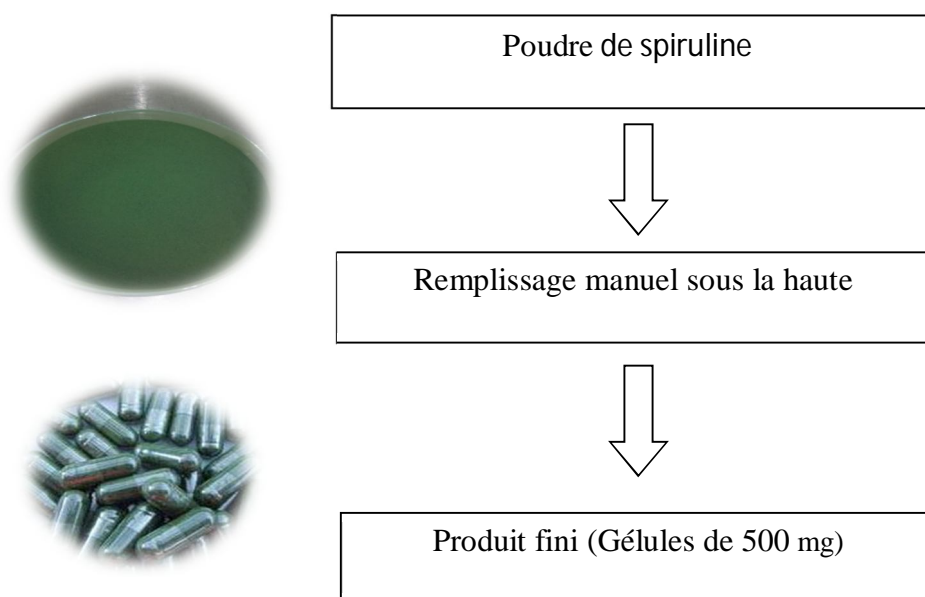 Poudre de spiruline
Remplissage manuel sous la haute
Produit fini (Gélules de 500 mg)